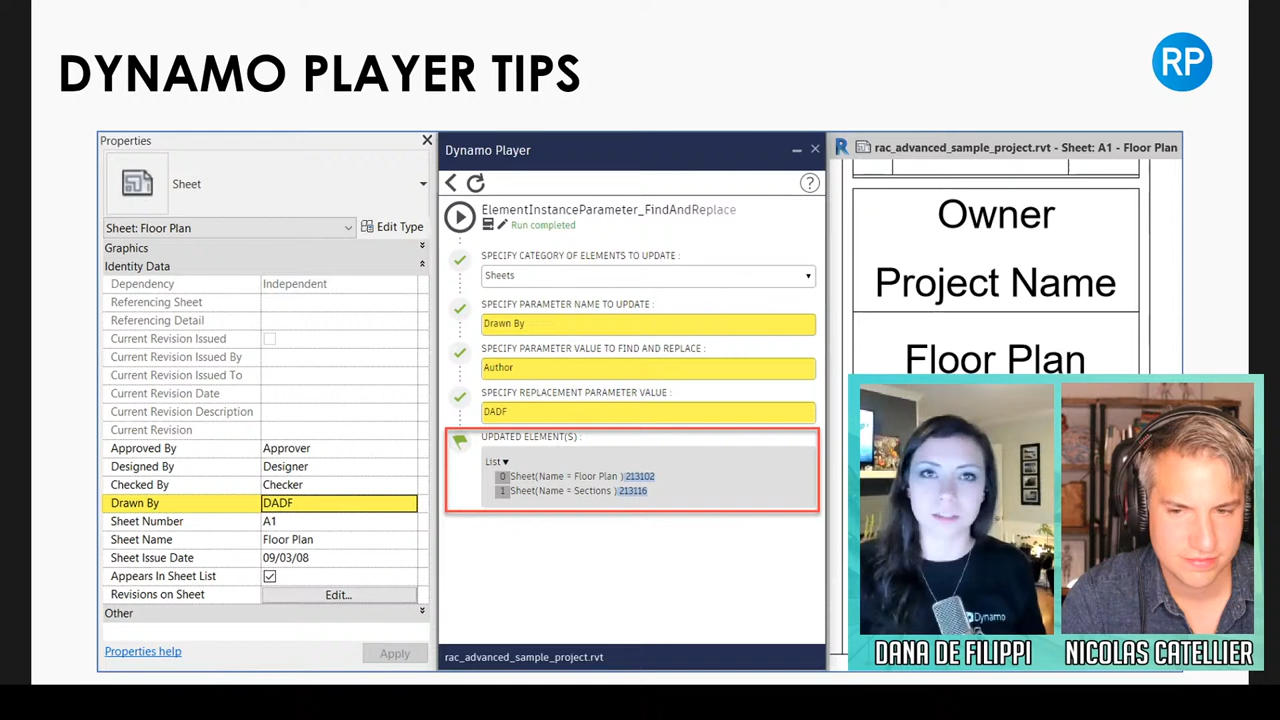 DYNAMO PLAYER TIPS
RP
Properties
Sheet
Sheet: Floor Plan
Edit Type
Graphics
Identity Data
Dependency Independent
Referencing Sheet
Referencing Detail
Current Revision Issued
Current Revision Issued By
Current Revision Issued To
Current Revision Date
Current Revision Description
Current Revision
Approved By Approver
Designed By Designer
Checked By Checker
Drawn By DADF
Sheet Number A1
Sheet Name Floor Plan
Sheet Issue Date 09/03/08
Appears In Sheet List
Revisions on Sheet Edit...
Other
Properties help
Apply
Dynamo Player
ElementInstanceParameter_FindAndReplace
Run completed
SPECIFY CATEGORY OF ELEMENTS TO UPDATE :
Sheets
SPECIFY PARAMETER NAME TO UPDATE :
Drawn By
SPECIFY PARAMETER VALUE TO FIND AND REPLACE :
Author
SPECIFY REPLACEMENT PARAMETER VALUE :
DADF
UPDATED ELEMENT(S) :
List
0 Sheet(Name = Floor Plan ) 213102
1 Sheet(Name = Sections ) 213116
rac_advanced_sample_project.rvt
R rac_advanced_sample_project.rvt - Sheet: A1 - Floor Plan
Owner
Project Name
Floor Plan
Dynamo
DANA DE FILIPPI
NICOLAS CATELLIER